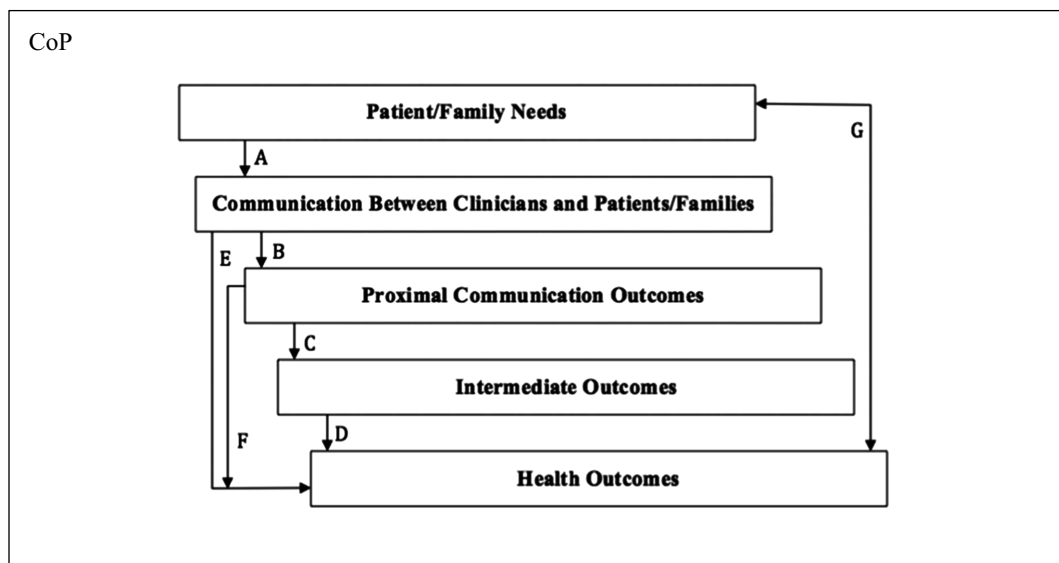 CoP
Patient/Family Needs
G
A
Communication Between Clinicians and Patients/Families
E
B
Proximal Communication Outcomes
C
Intermediate Outcomes
F
D
Health Outcomes